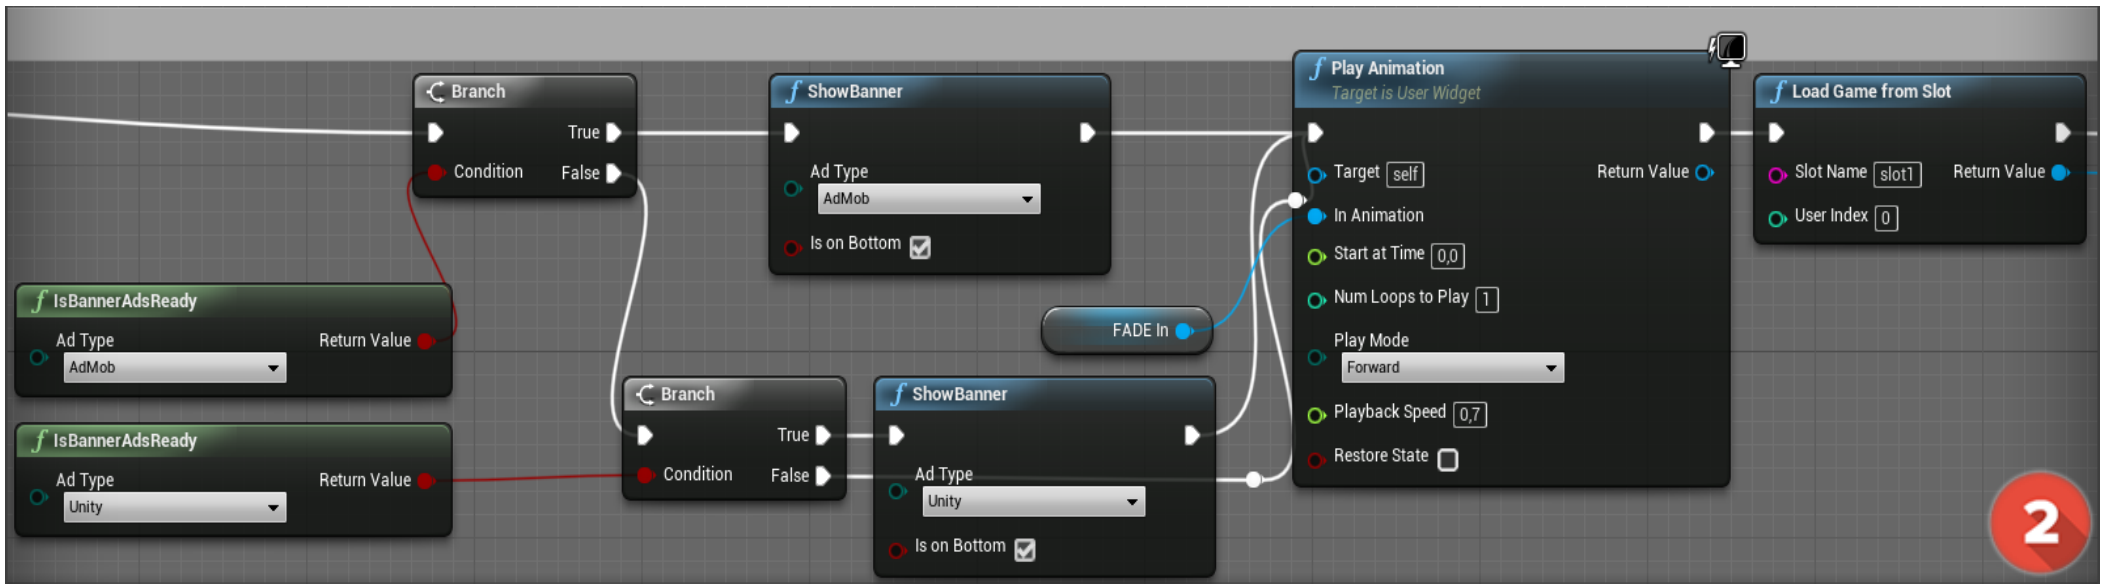 Branch
True
Condition
False
ShowBanner
Ad Type
AdMob
Is on Bottom
Play Animation
Target is User Widget
Target self
Return Value
In Animation
Start at Time 0,0
Num Loops to Play 1
Play Mode
Forward
Playback Speed 0,7
Restore State
Load Game from Slot
Slot Name slot1
Return Value
User Index 0
IsBannerAdsReady
Ad Type
Return Value
AdMob
FADE In
IsBannerAdsReady
Ad Type
Return Value
Unity
Branch
True
Condition
False
ShowBanner
Ad Type
Unity
Is on Bottom
2